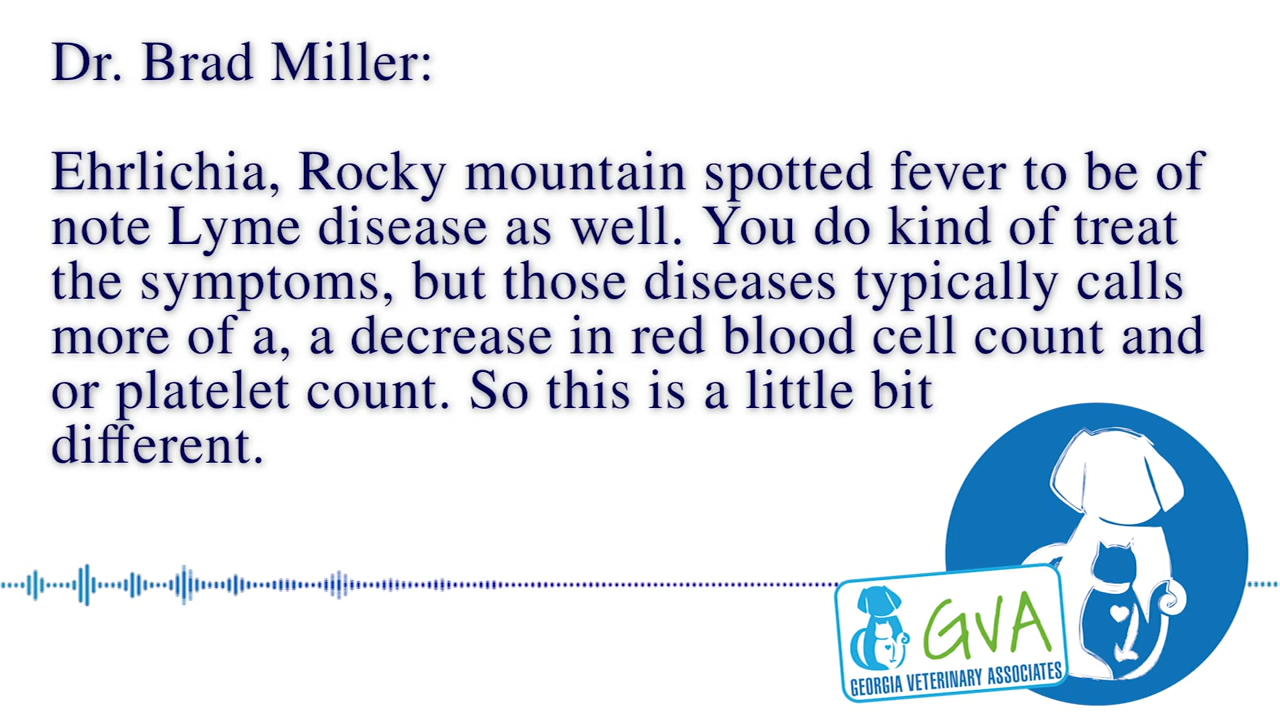 Dr. Brad Miller:
Ehrlichia, Rocky mountain spotted fever to be of
note Lyme disease as well. You do kind of treat
the symptoms, but those diseases typically calls
more of a, a decrease in red blood cell count and
or platelet count. So this is a little bit
different.
GVA
GEORGIA VETERINARY ASSOCIATES